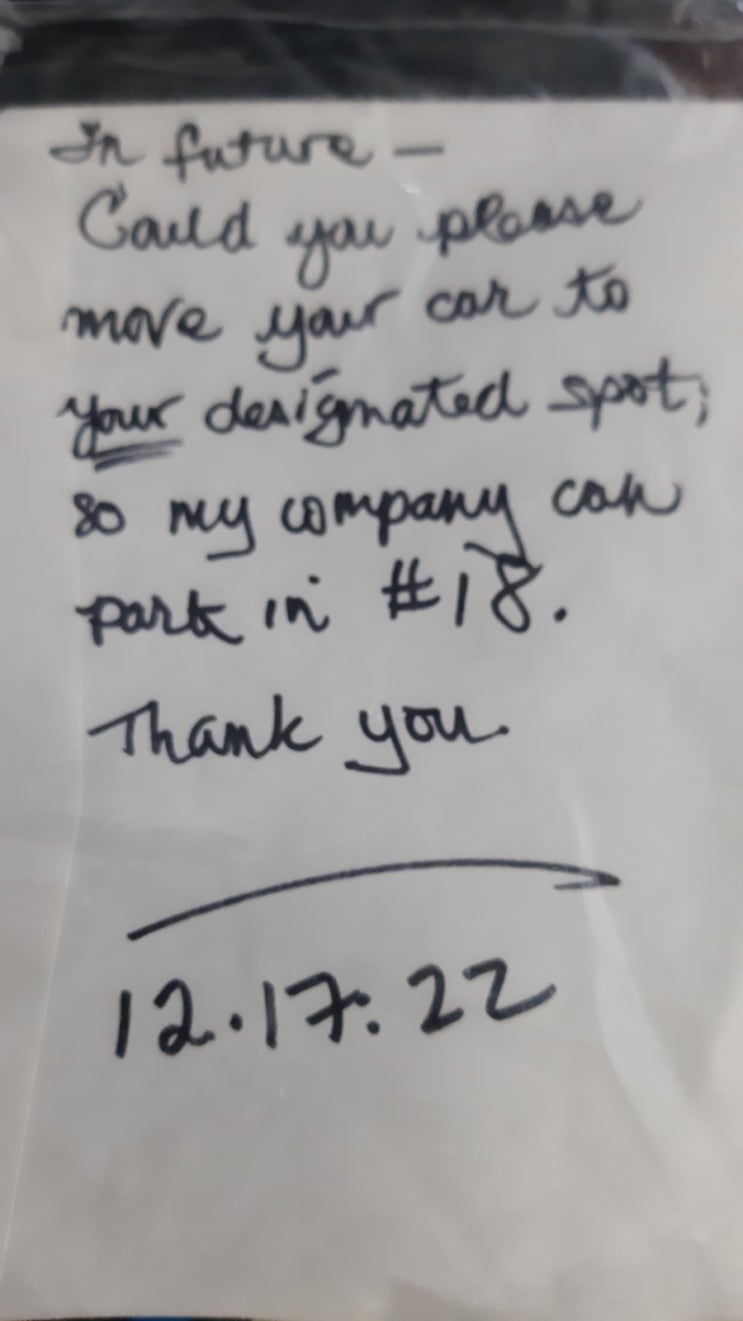 In future —
Could you please
move your car to
your designated spot;
so my company can
park in #18.
Thank you.
12.17.22